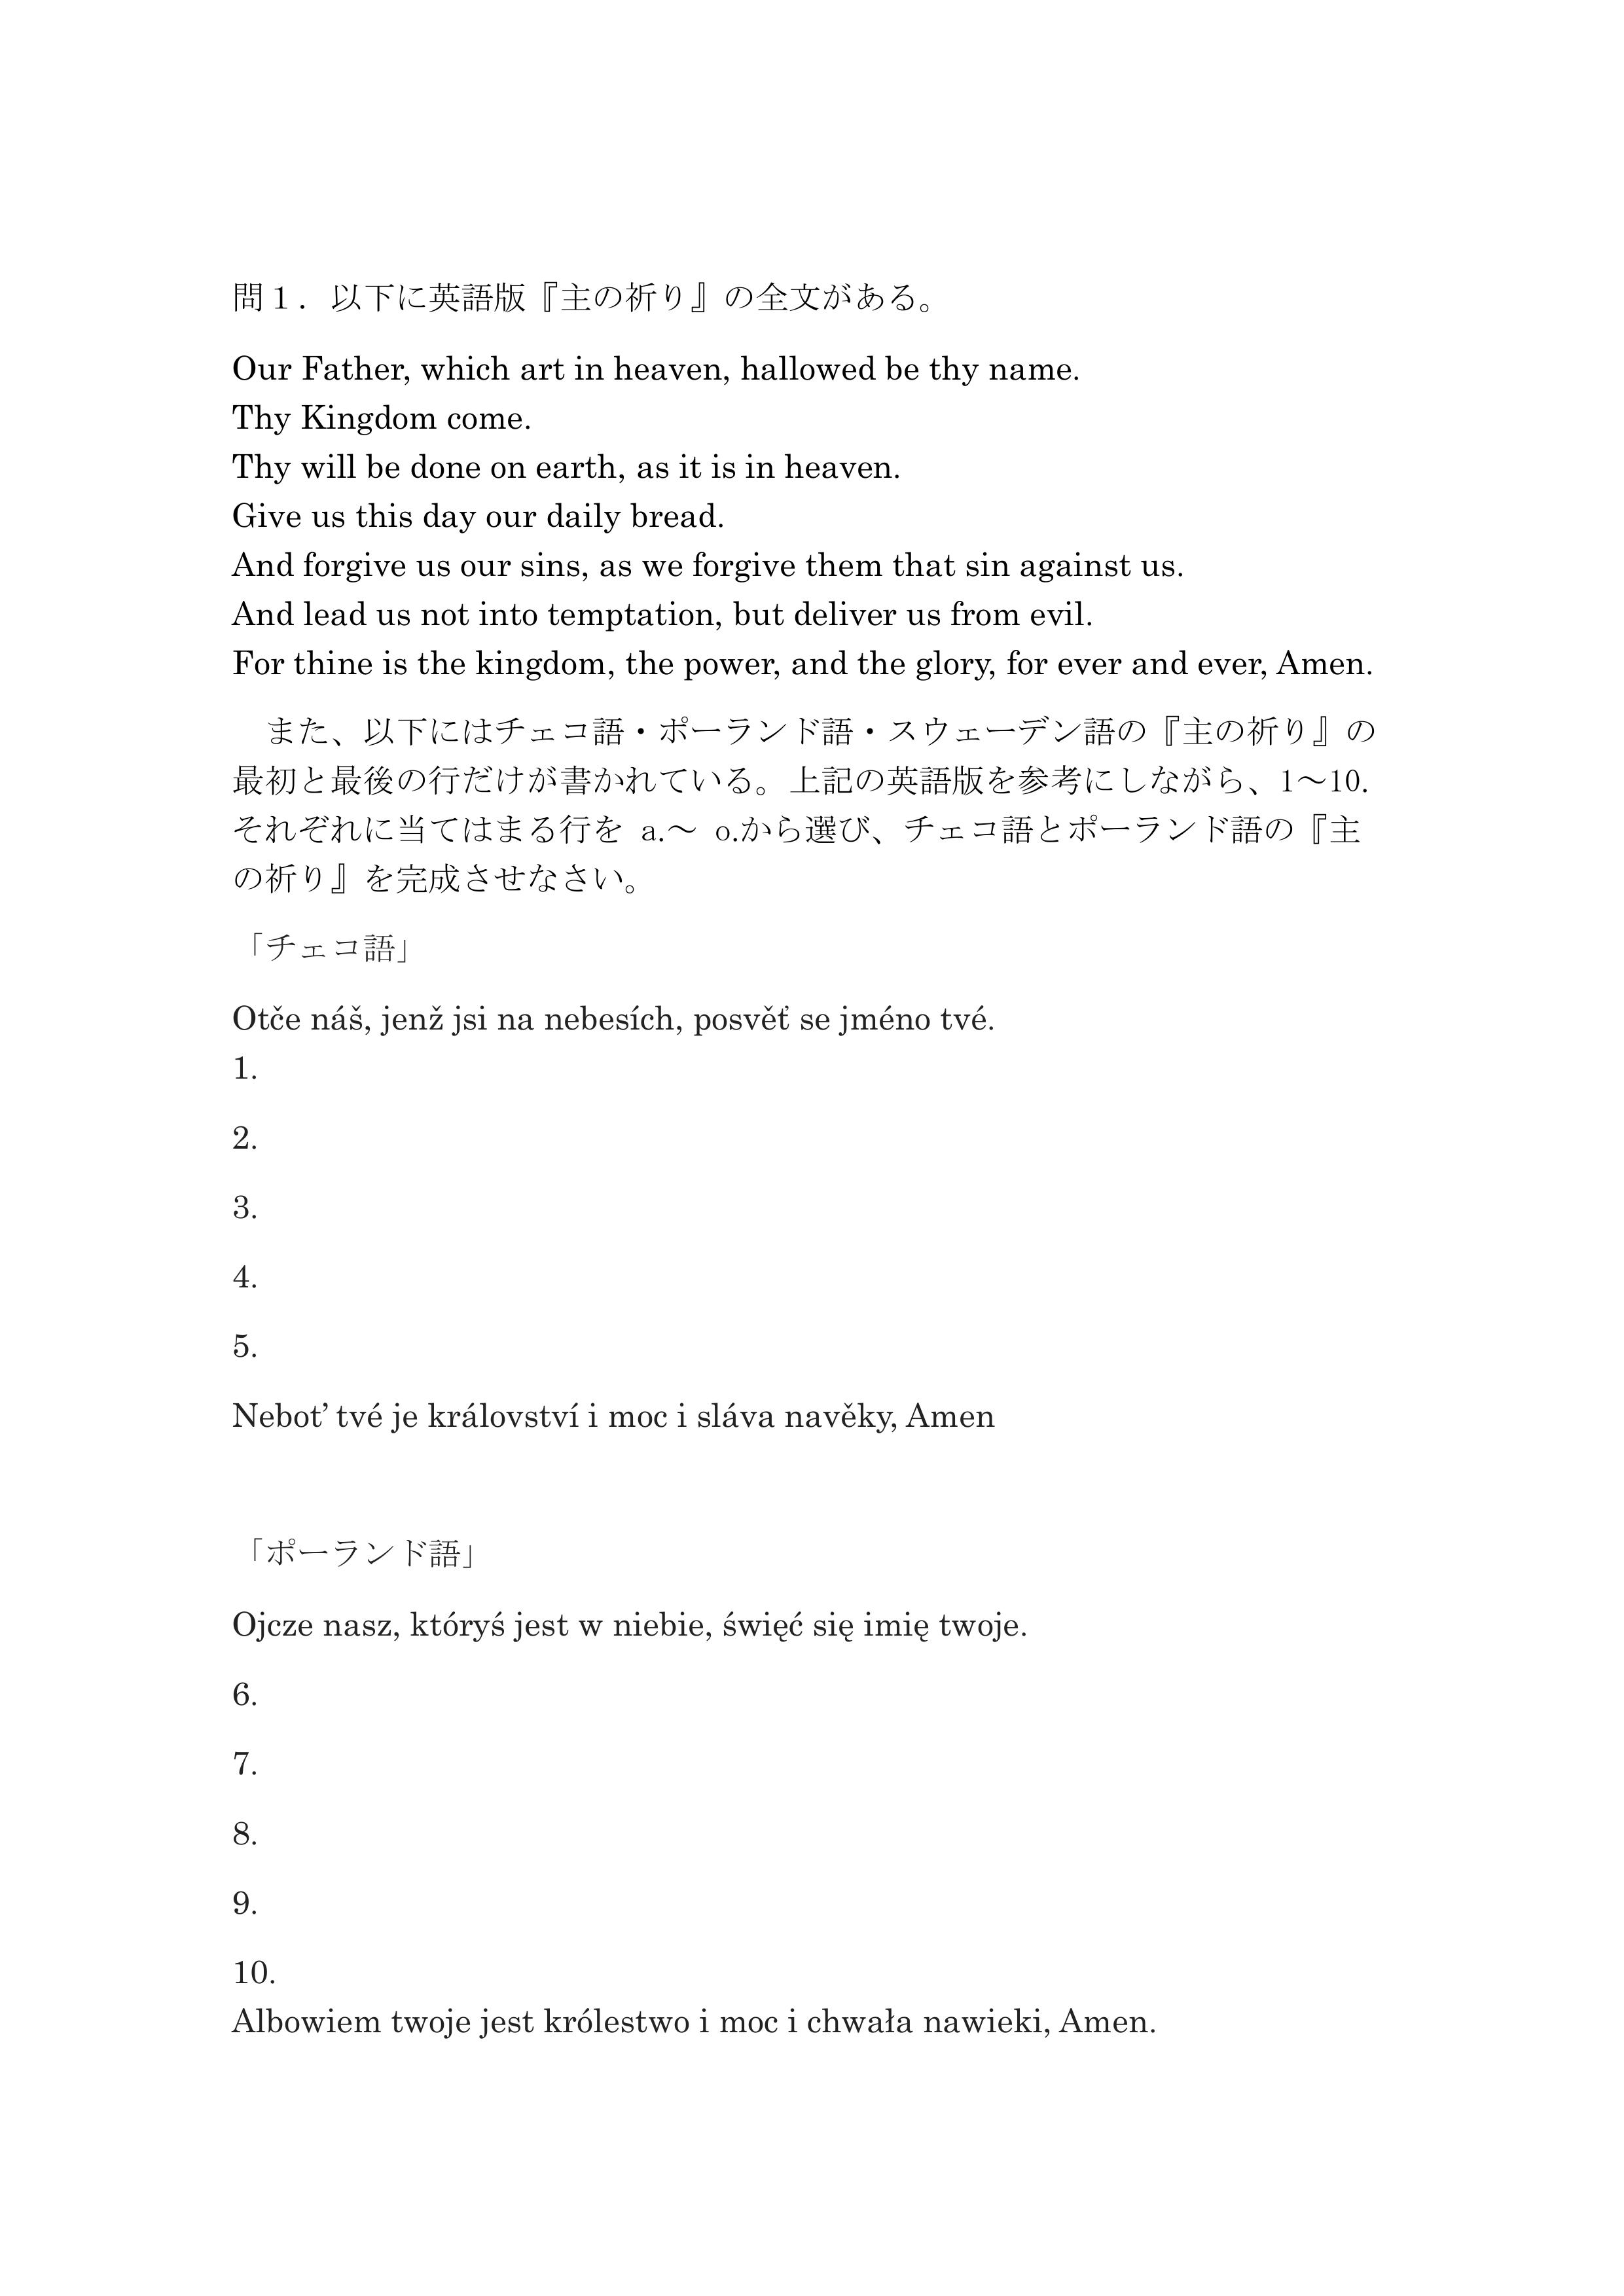 問１．以下に英語版『主の祈り』の全文がある。
Our Father, which art in heaven, hallowed be thy name.
Thy Kingdom come.
Thy will be done on earth, as it is in heaven.
Give us this day our daily bread.
And forgive us our sins, as we forgive them that sin against us.
And lead us not into temptation, but deliver us from evil.
For thine is the kingdom, the power, and the glory, for ever and ever, Amen.
また、以下にはチェコ語・ポーランド語・スウェーデン語の『主の祈り』の
最初と最後の行だけが書かれている。上記の英語版を参考にしながら、1～10.
それぞれに当てはまる行を a.～ o.から選び、チェコ語とポーランド語の『主
の祈り』を完成させなさい。
「チェコ語」
Otče náš, jenž jsi na nebesích, posvěť se jméno tvé.
1.
2.
3.
4.
5.
Neboť tvé je království i moc i sláva navěky, Amen
「ポーランド語」
Ojcze nasz, któryś jest w niebie, święć się imię twoje.
6.
7.
8.
9.
10.
Albowiem twoje jest królestwo i moc i chwała nawieki, Amen.